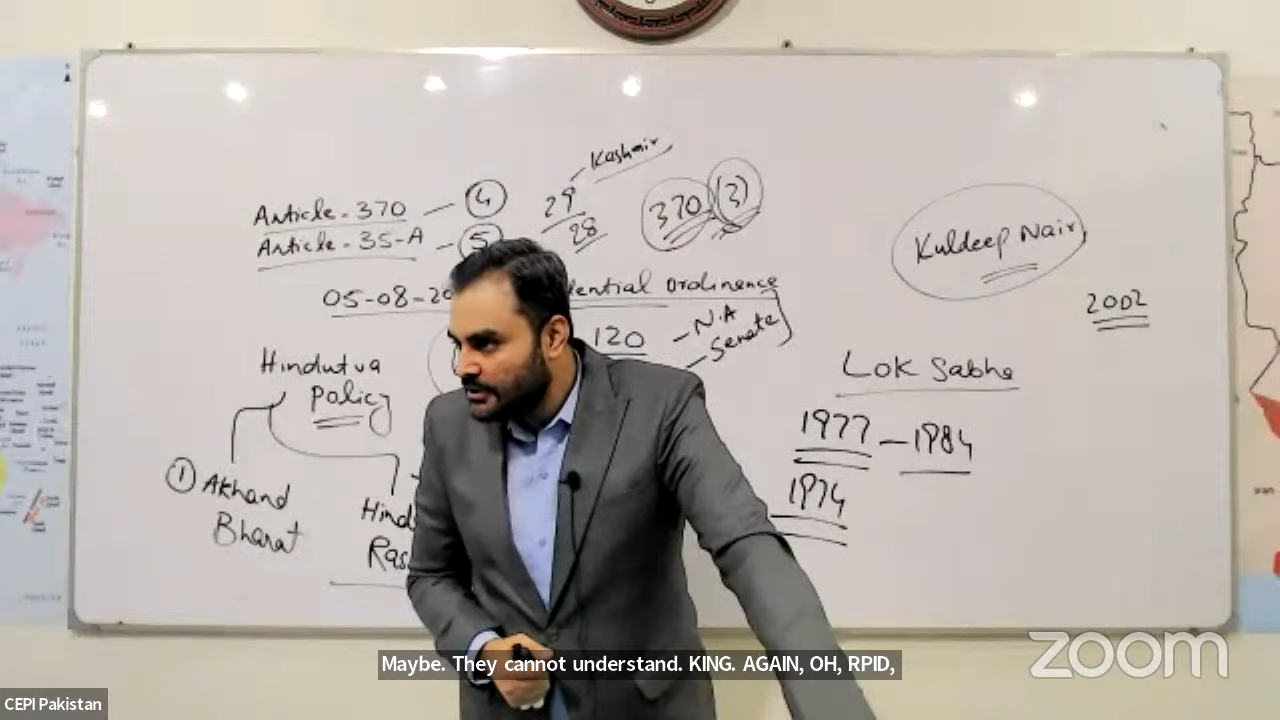 Kashmir
Article - 370 — 4
29
28
370 (3)
Article - 35-A - 5
Kuldeep Nair
05-08-20
dential Ordinence
2002
120 - N.A
- Senate
Hindutva
Policy
Lok Sabha
1977 - 1984
1974
1 Akhand
Bharat
Hind
Ras
Maybe. They cannot understand. KING. AGAIN, OH, RPID,
zoom
CEPI Pakistan